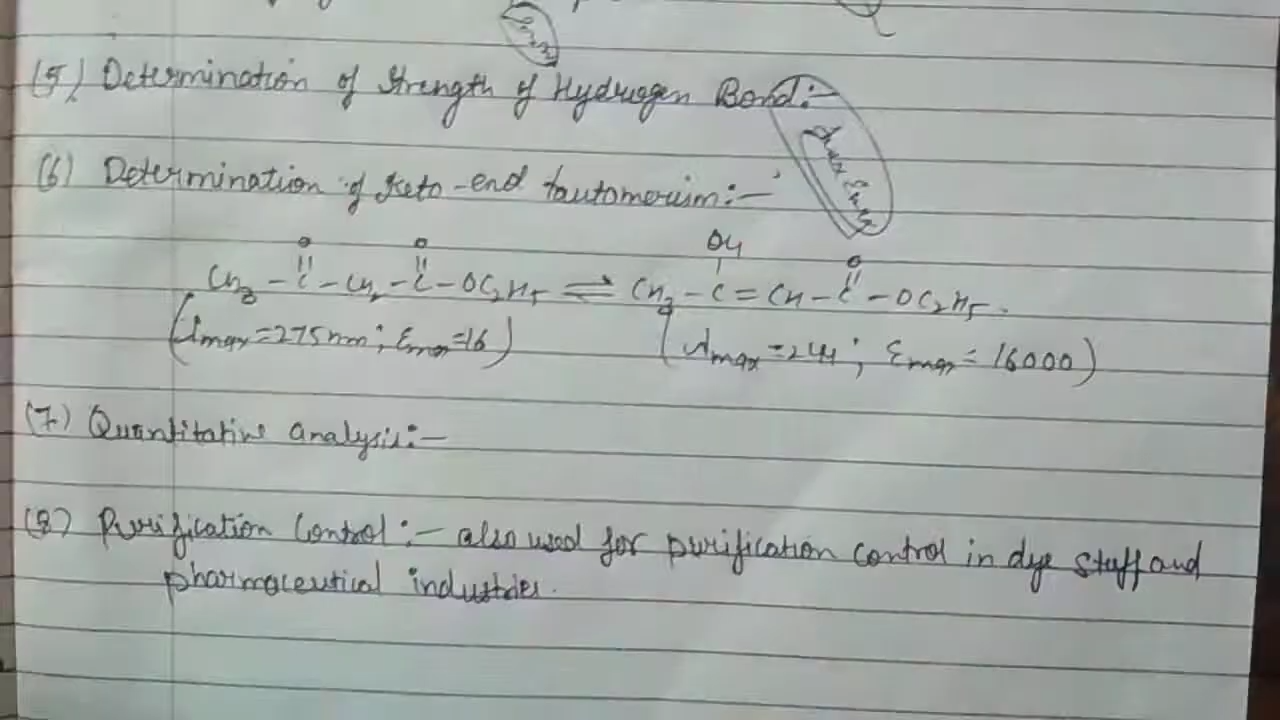 (5) Determination of Strength of Hydrogen Bond:-
(6) Determination of Keto-end tautomerism:-
O O OH O
CH3 - C - CH2 - C - OC2H5 ⇌ CH3 - C = CH - C - OC2H5.
(λmax = 275nm; εmax = 16) (λmax = 244; εmax = 16000)
(7) Quantitative analysis:-
(8) Purification Control:- also used for purification control in dye stuff and
pharmaceutical industries.